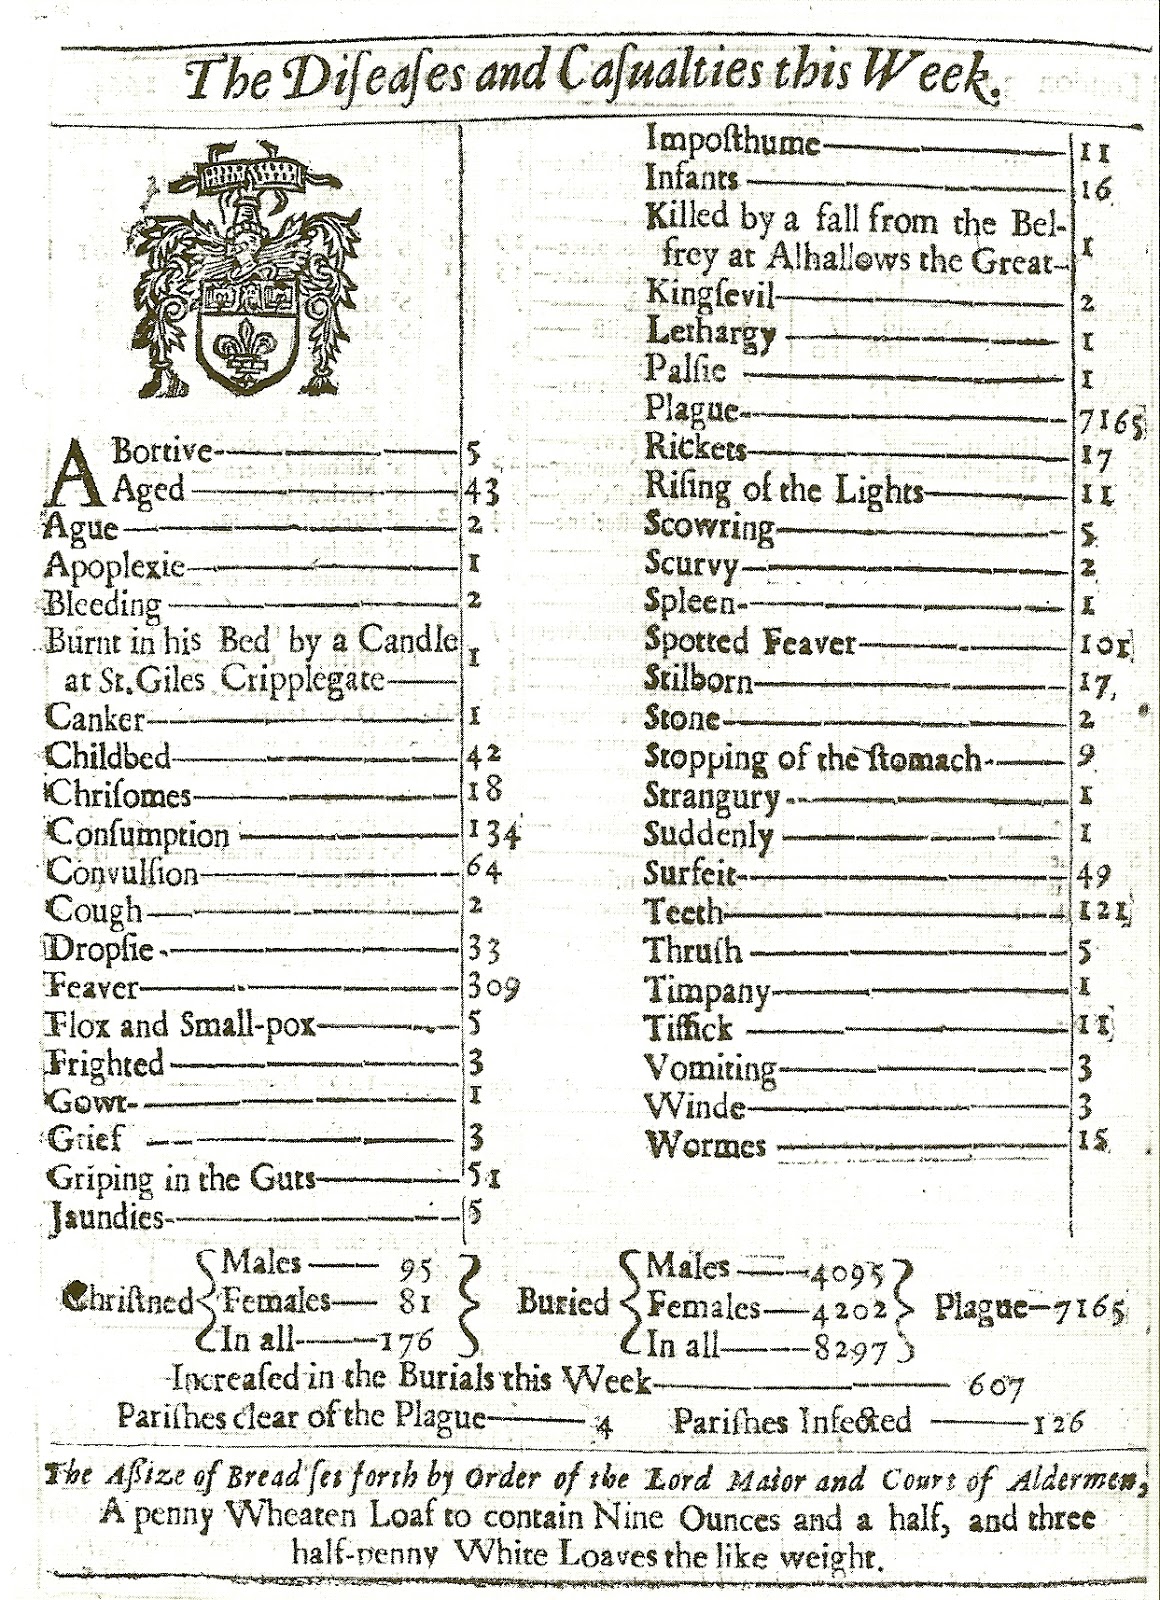 The Diſeaſes and Caſualties this Week.
ABortive 5
Aged 43
Ague 2
Apoplexie 1
Bleeding 2
Burnt in his Bed by a Candle
at St. Giles Cripplegate 1
Canker 1
Childbed 42
Chriſomes 18
Conſumption 134
Convulſion 64
Cough 2
Dropſie 33
Feaver 309
Flox and Small-pox 5
Frighted 3
Gowt 1
Grief 3
Griping in the Guts 51
Jaundies 5
Impoſthume 11
Infants 16
Killed by a fall from the Bel-
frey at Alhallows the Great 1
Kingſevil 2
Lethargy 1
Palſie 1
Plague 7165
Rickets 17
Riſing of the Lights 11
Scowring 5
Scurvy 2
Spleen 1
Spotted Feaver 101
Stilborn 17
Stone 2
Stopping of the ſtomach 9
Strangury 1
Suddenly 1
Surfeit 49
Teeth 121
Thruſh 5
Timpany 1
Tiſſick 11
Vomiting 3
Winde 3
Wormes 15
Chriſtned Males 95
Females 81
In all 176
Buried Males 4095
Females 4202
In all 8297
Plague 7165
Increaſed in the Burials this Week 607
Pariſhes clear of the Plague 4 Pariſhes Infected 126
The Aſſize of Bread ſet forth by Order of the Lord Maior and Court of Aldermen,
A penny Wheaten Loaf to contain Nine Ounces and a half, and three
half-penny White Loaves the like weight.